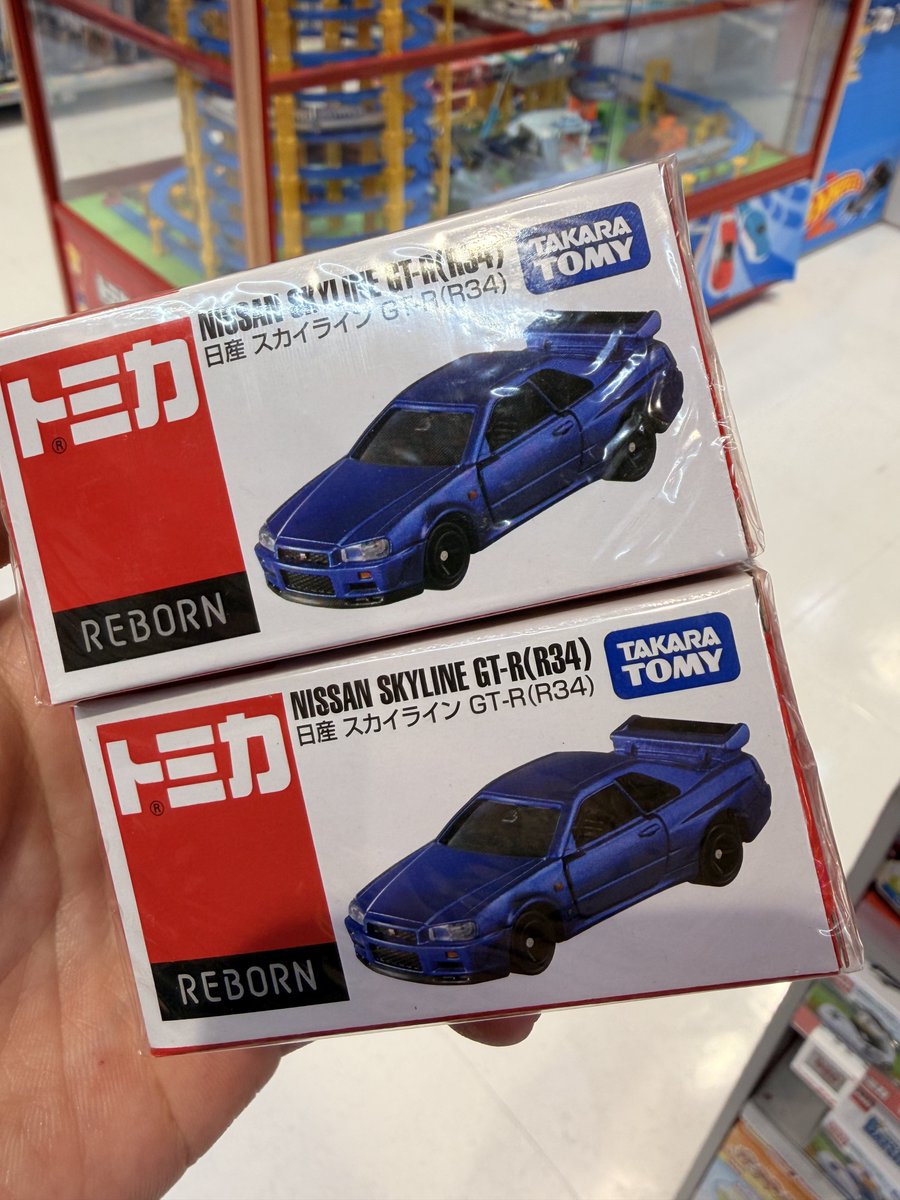 NISSAN SKYLINE GT-R(R34)
日産 スカイライン GT-R(R34)
TAKARA
TOMY
トミカ
®
REBORN
NISSAN SKYLINE GT-R(R34)
日産 スカイライン GT-R(R34)
TAKARA
TOMY
トミカ
®
REBORN
Hot Wheels